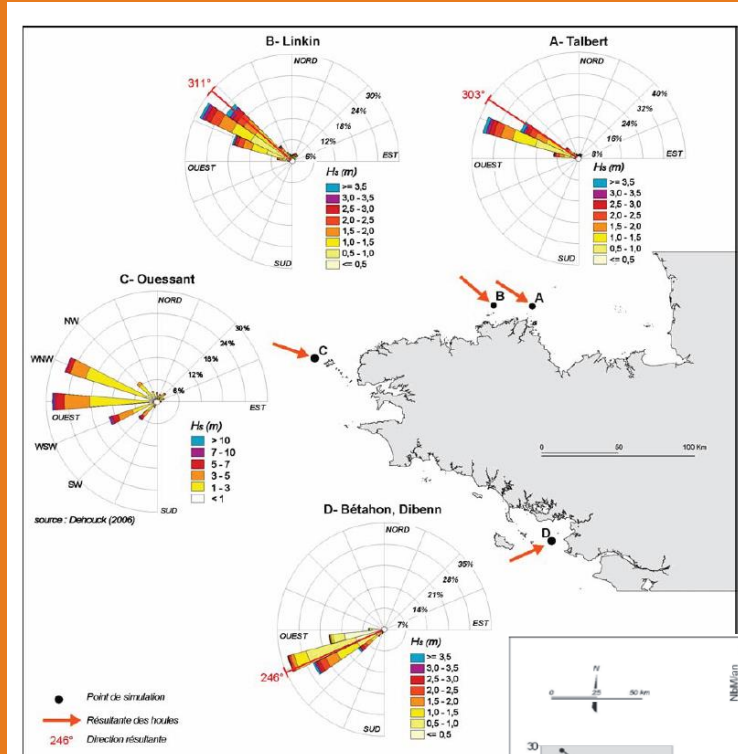 B- Linkin
NORD
311°
30%
24%
18%
12%
6%
EST
OUEST
SUD
Hs (m)
>= 3,5
3,0 - 3,5
2,5 - 3,0
2,0 - 2,5
1,5 - 2,0
1,0 - 1,5
0,5 - 1,0
<= 0,5
A- Talbert
NORD
303°
40%
32%
24%
16%
8%
EST
OUEST
SUD
Hs (m)
>= 3,5
3,0 - 3,5
2,5 - 3,0
2,0 - 2,5
1,5 - 2,0
1,0 - 1,5
0,5 - 1,0
<= 0,5
B
A
C
D
0 50 100 Km
C- Ouessant
NORD
NW
30%
24%
18%
12%
6%
WNW
OUEST
EST
WSW
SW
SUD
Hs (m)
> 10
7 - 10
5 - 7
3 - 5
1 - 3
< 1
source : Dehouck (2006)
D- Bétahon, Dibenn
NORD
35%
28%
21%
14%
7%
OUEST
EST
246°
SUD
Hs (m)
>= 3,5
3,0 - 3,5
2,5 - 3,0
2,0 - 2,5
1,5 - 2,0
1,0 - 1,5
0,5 - 1,0
<= 0,5
Point de simulation
Résultante des houles
246° Direction résultante
N
0 25 50 km
30